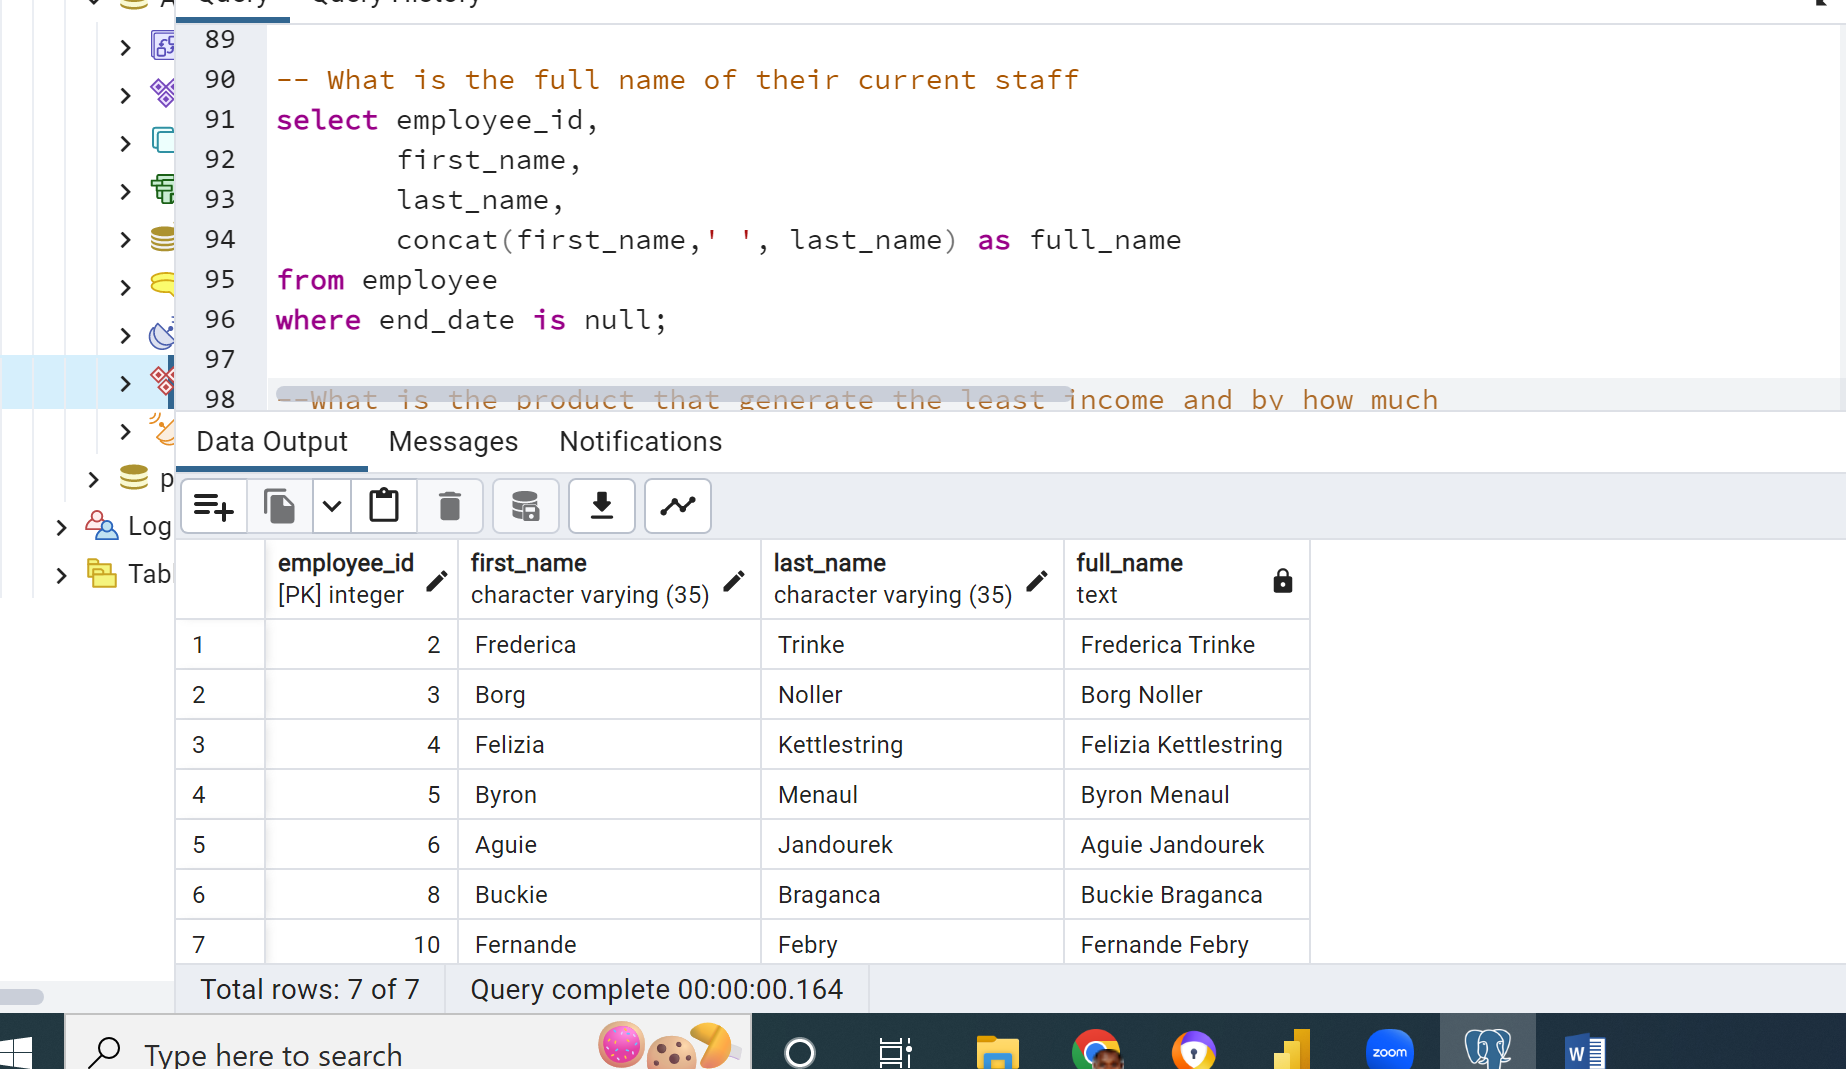 Query Query History
89
90 -- What is the full name of their current staff
91 select employee_id,
92 first_name,
93 last_name,
94 concat(first_name,' ', last_name) as full_name
95 from employee
96 where end_date is null;
97
98 --What is the product that generate the least income and by how much
p
Log
Tab
Data Output Messages Notifications
employee_id first_name last_name full_name
[PK] integer character varying (35) character varying (35) text
1 2 Frederica Trinke Frederica Trinke
2 3 Borg Noller Borg Noller
3 4 Felizia Kettlestring Felizia Kettlestring
4 5 Byron Menaul Byron Menaul
5 6 Aguie Jandourek Aguie Jandourek
6 8 Buckie Braganca Buckie Braganca
7 10 Fernande Febry Fernande Febry
Total rows: 7 of 7 Query complete 00:00:00.164
Type here to search
zoom
W